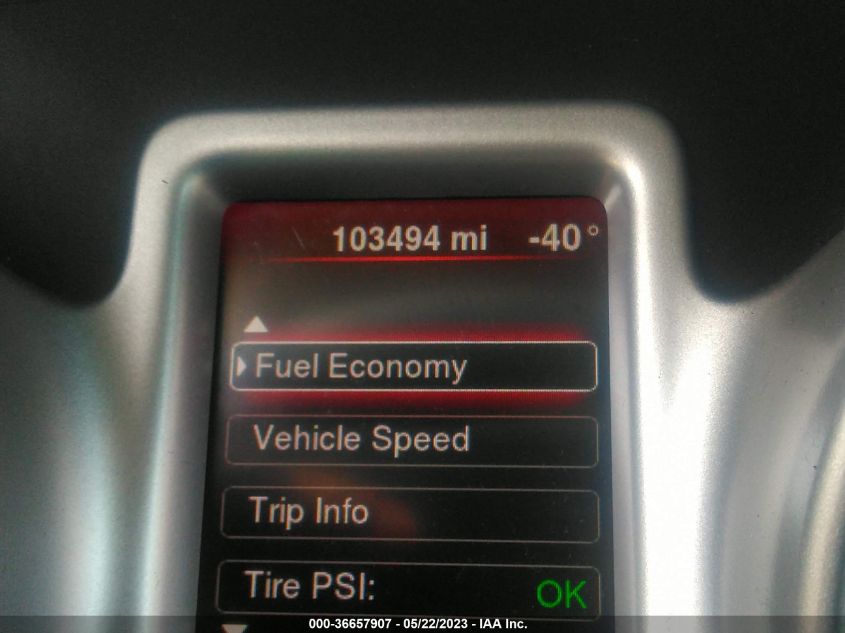 103494 mi -40°
Fuel Economy
Vehicle Speed
Trip Info
Tire PSI: OK
000-36657907 - 05/22/2023 - IAA Inc.